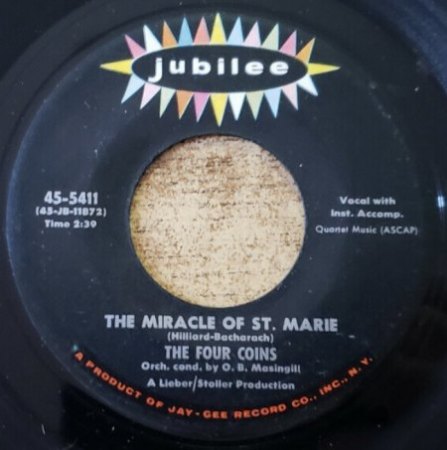 jubilee
45-5411
(45-JB-11872)
Time 2:39
Vocal with
Inst. Accomp.
Quartet Music (ASCAP)
THE MIRACLE OF ST. MARIE
(Hilliard-Bacharach)
THE FOUR COINS
Orch. cond. by O. B. Masingill
A Lieber/Stoller Production
A PRODUCT OF JAY-GEE RECORD CO., INC., N.Y.